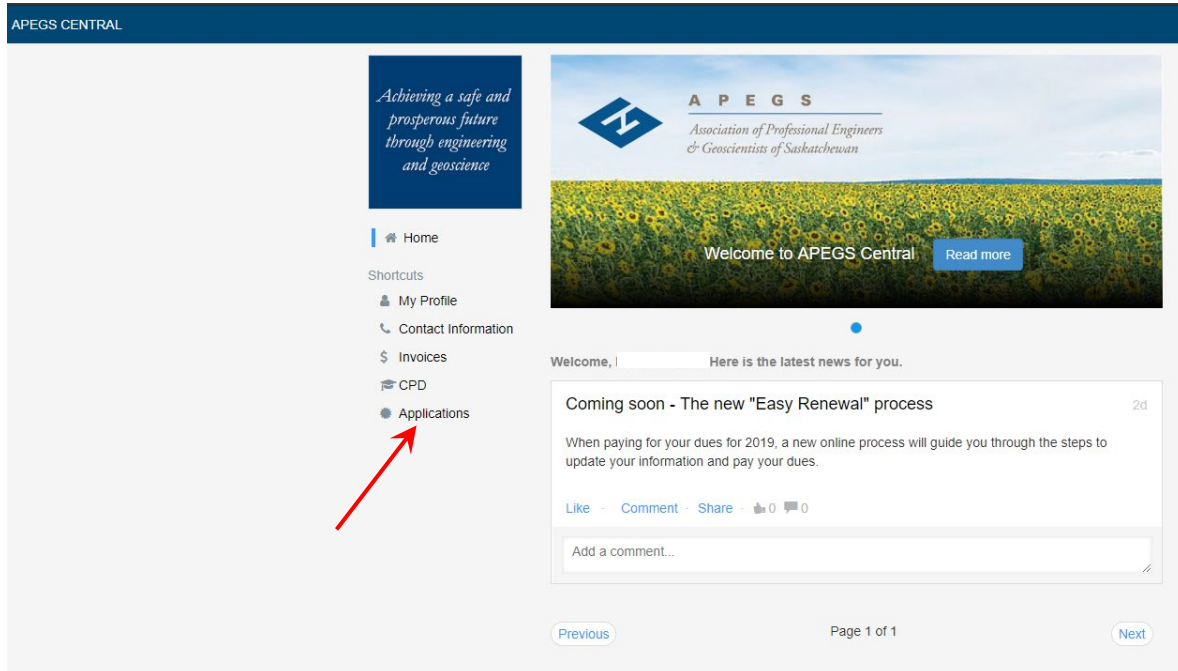 APEGS CENTRAL
Achieving a safe and
prosperous future
through engineering
and geoscience
Home
Shortcuts
My Profile
Contact Information
$ Invoices
CPD
Applications
A P E G S
Association of Professional Engineers
& Geoscientists of Saskatchewan
Welcome to APEGS Central Read more
Welcome, Here is the latest news for you.
Coming soon - The new "Easy Renewal" process 2d
When paying for your dues for 2019, a new online process will guide you through the steps to
update your information and pay your dues.
Like · Comment · Share · 0 0
Add a comment...
Previous Page 1 of 1 Next